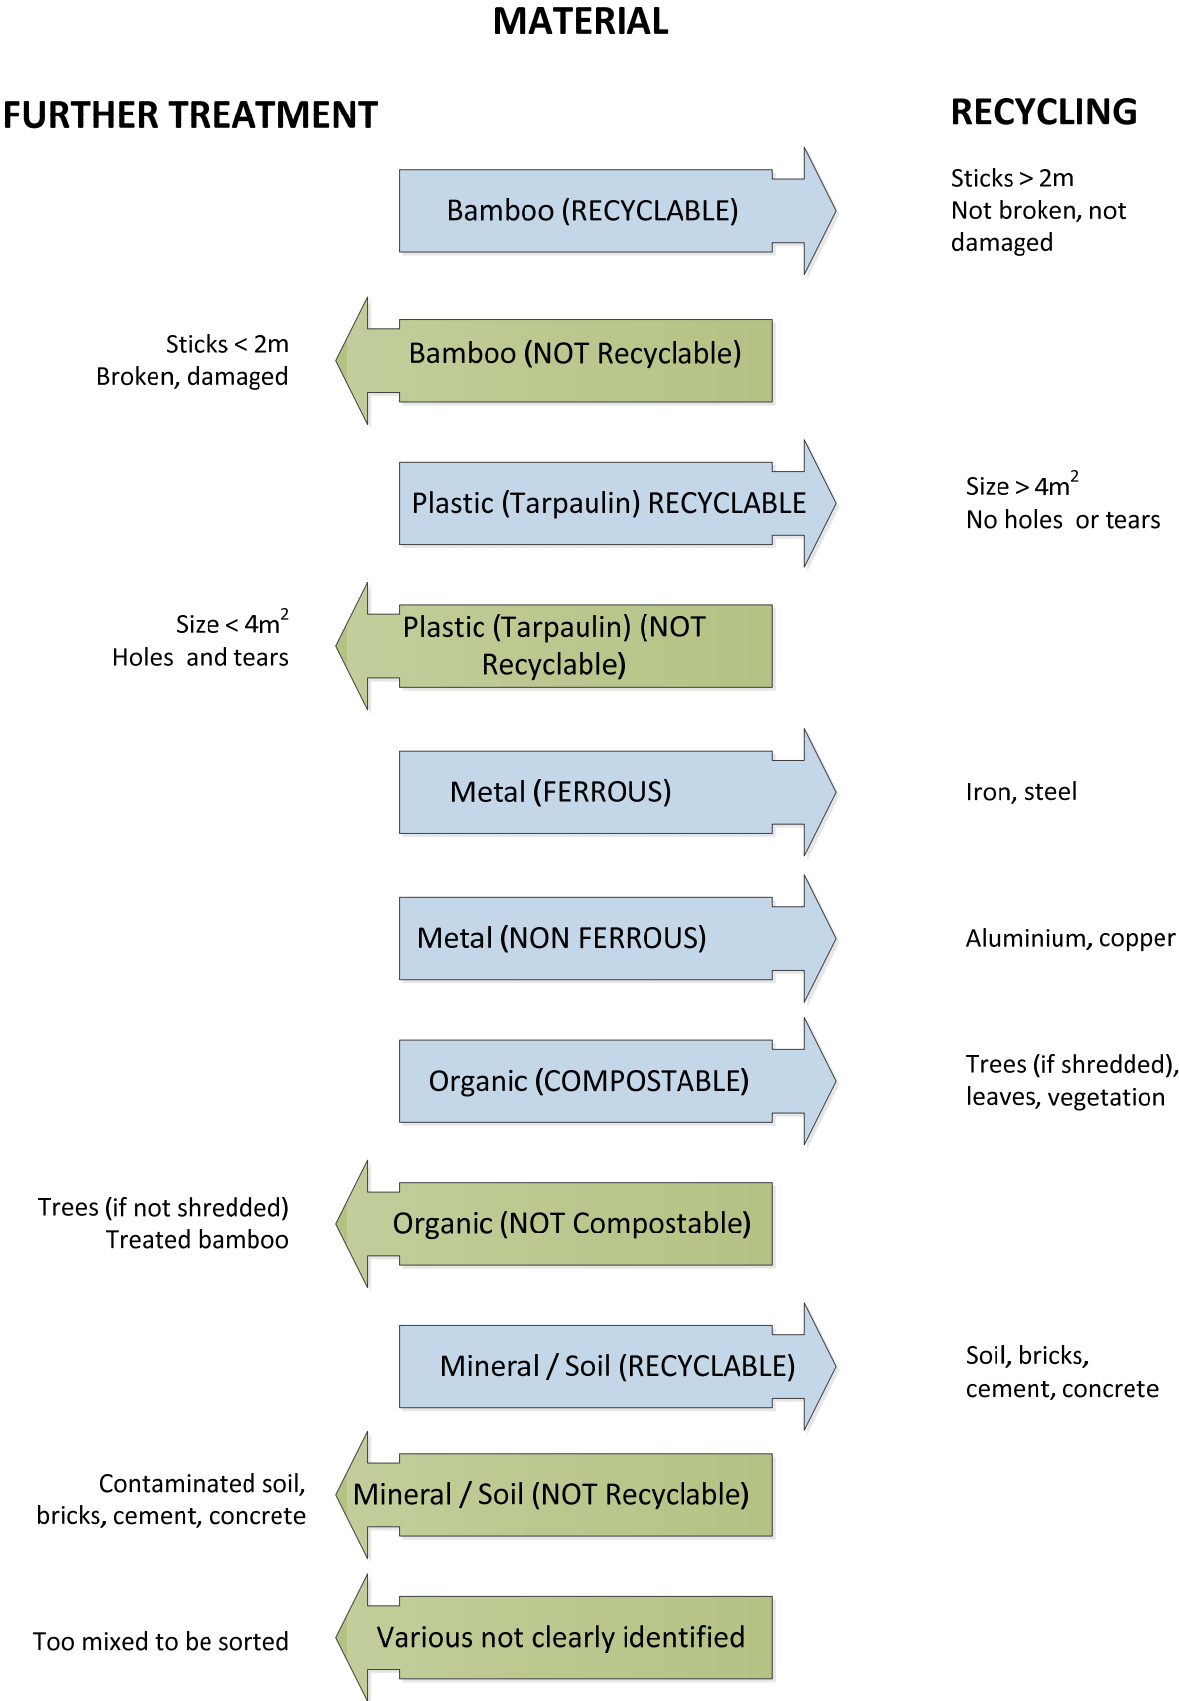 MATERIAL
FURTHER TREATMENT
RECYCLING
Bamboo (RECYCLABLE)
Sticks > 2m
Not broken, not
damaged
Sticks < 2m
Broken, damaged
Bamboo (NOT Recyclable)
Plastic (Tarpaulin) RECYCLABLE
Size > 4m²
No holes  or tears
Size < 4m²
Holes  and tears
Plastic (Tarpaulin) (NOT
Recyclable)
Metal (FERROUS)
Iron, steel
Metal (NON FERROUS)
Aluminium, copper
Organic (COMPOSTABLE)
Trees (if shredded),
leaves, vegetation
Trees (if not shredded)
Treated bamboo
Organic (NOT Compostable)
Mineral / Soil (RECYCLABLE)
Soil, bricks,
cement, concrete
Contaminated soil,
bricks, cement, concrete
Mineral / Soil (NOT Recyclable)
Too mixed to be sorted
Various not clearly identified